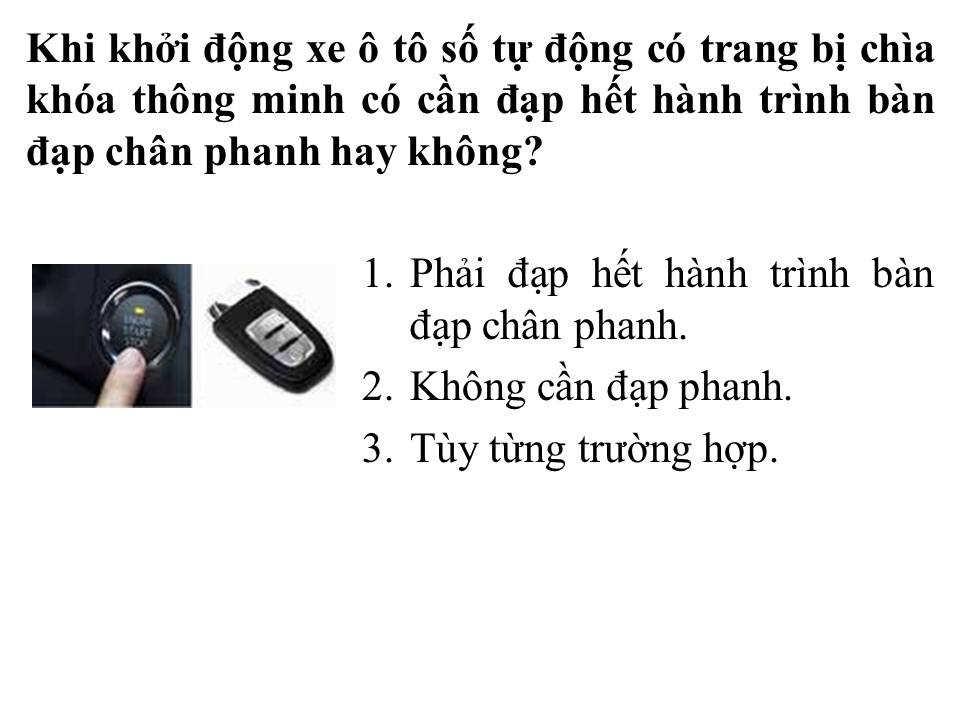 Khi khởi động xe ô tô số tự động có trang bị chìa
khóa thông minh có cần đạp hết hành trình bàn
đạp chân phanh hay không?
1. Phải đạp hết hành trình bàn
đạp chân phanh.
ENGINE
START
STOP
2. Không cần đạp phanh.
3. Tùy từng trường hợp.